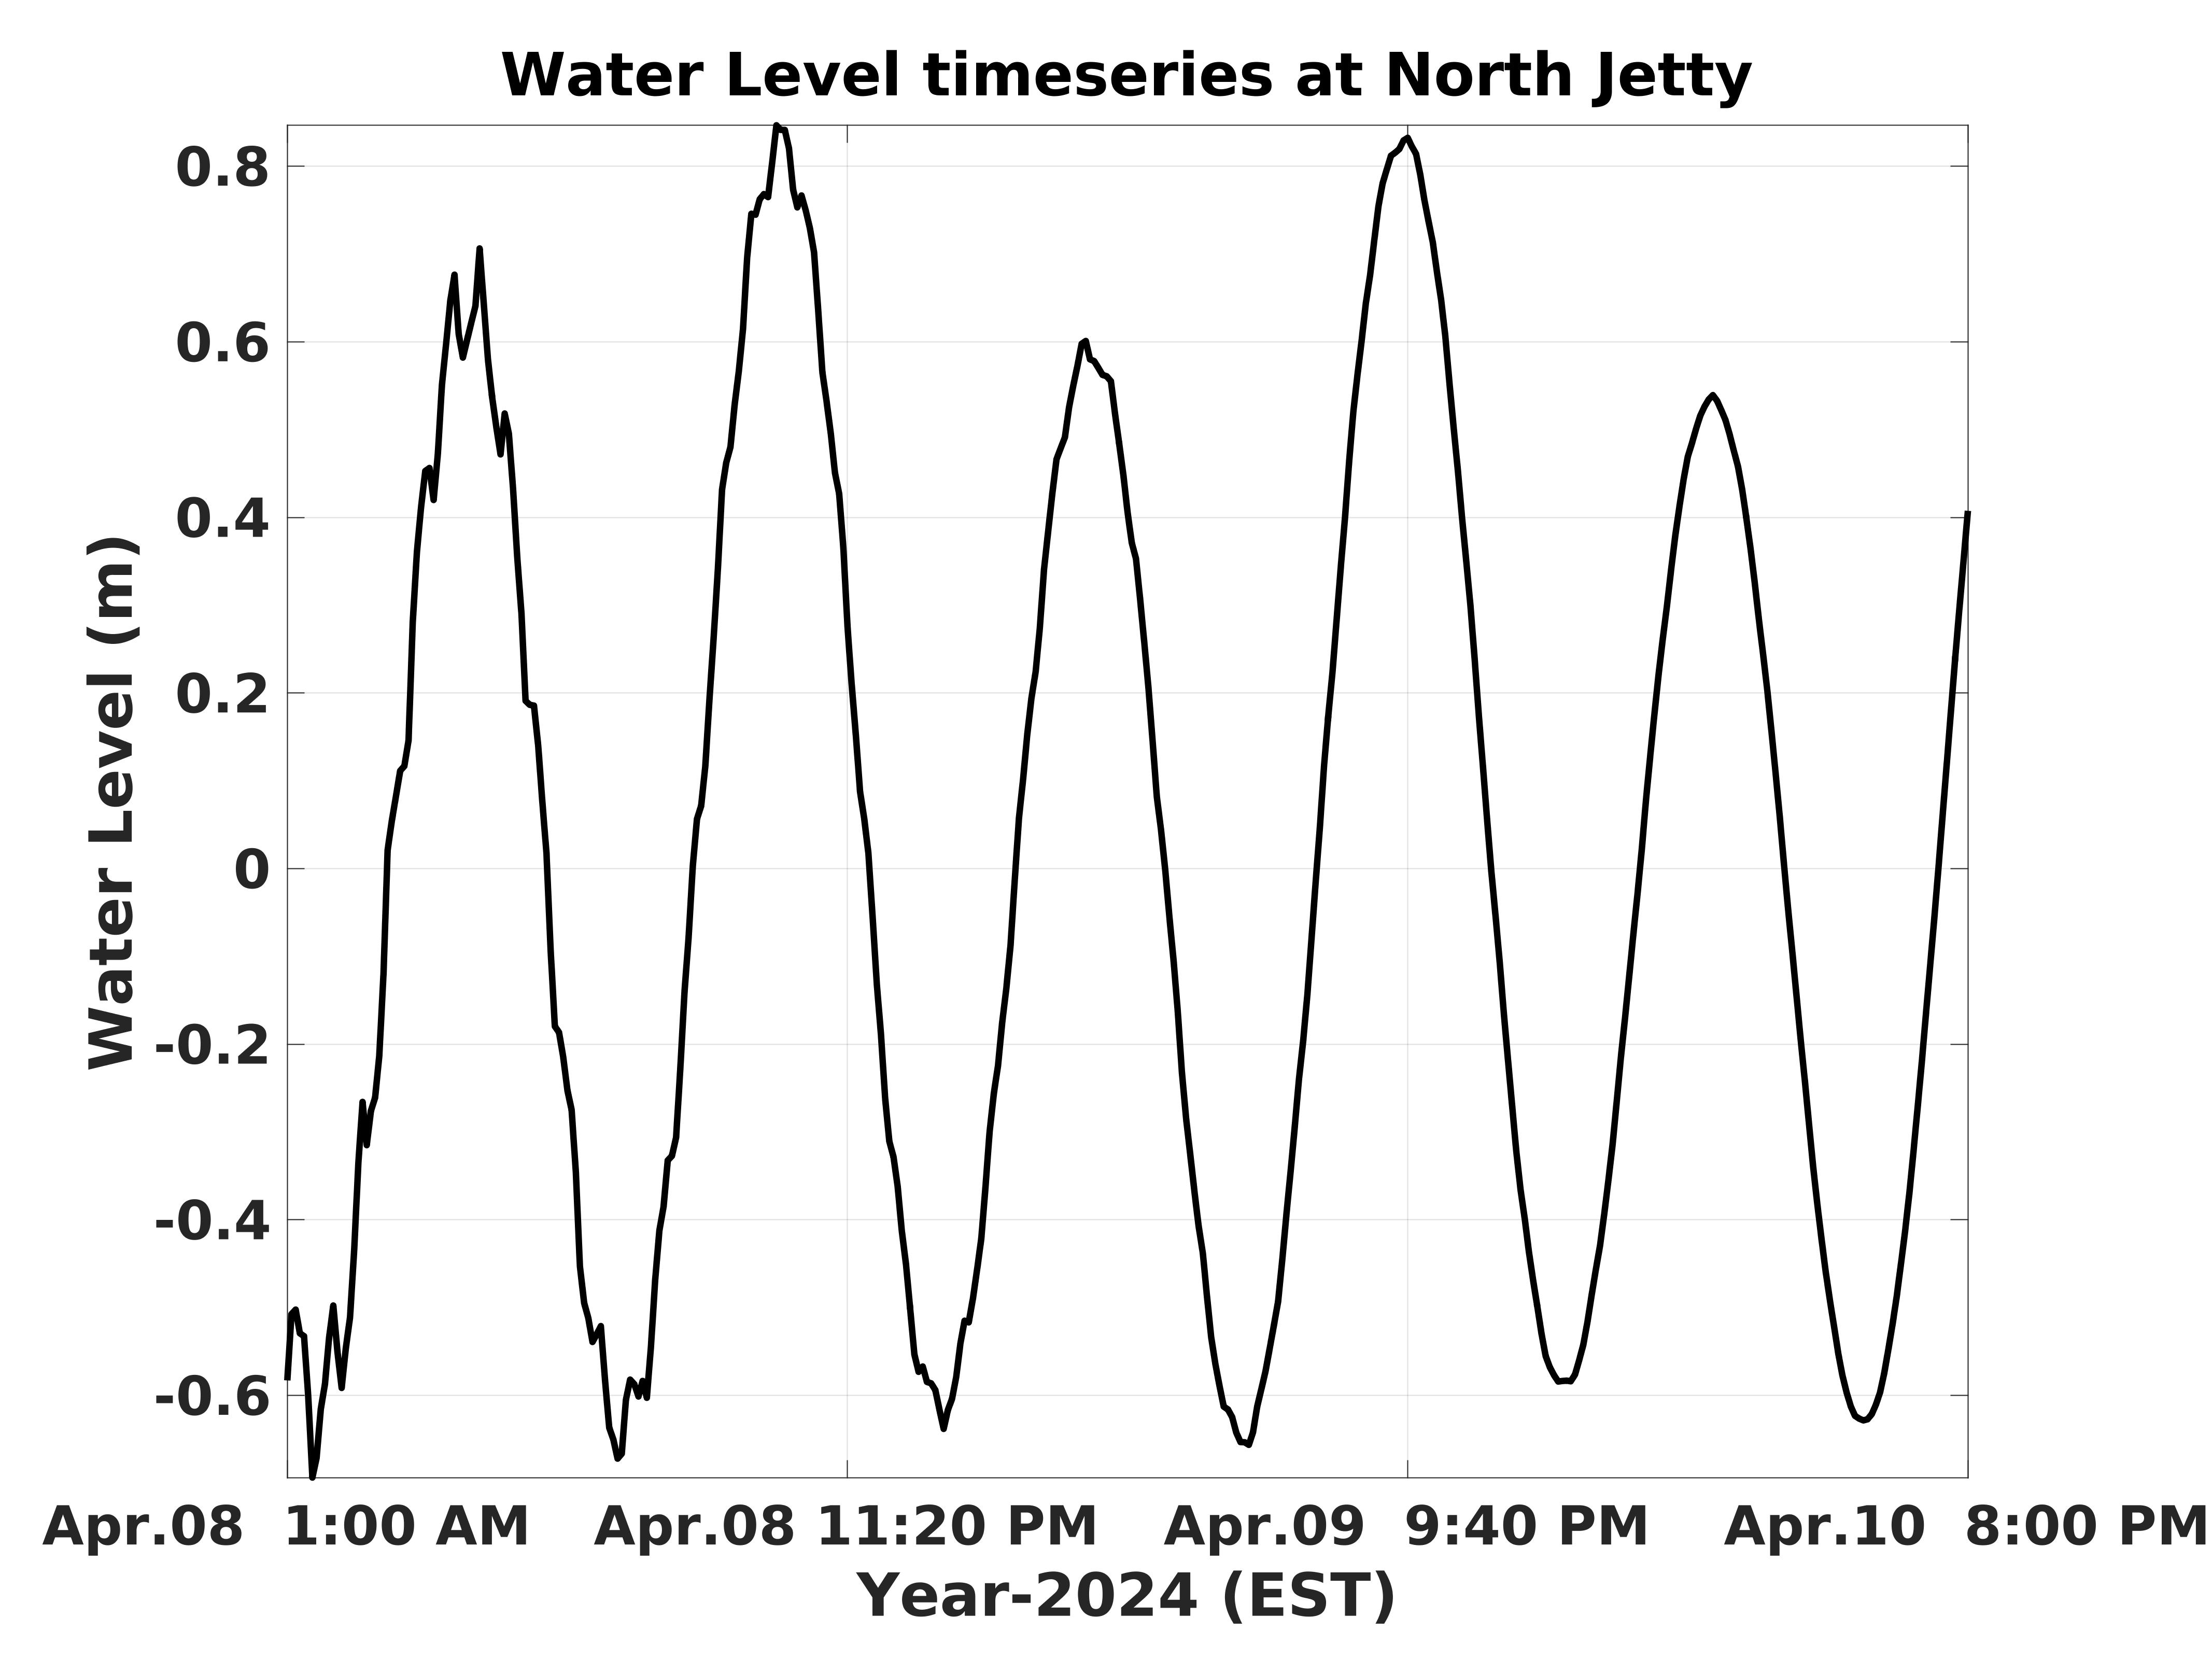 Water Level timeseries at North Jetty
0.8
0.6
0.4
0.2
0
-0.2
-0.4
-0.6
Water Level (m)
Apr.08 1:00 AM Apr.08 11:20 PM Apr.09 9:40 PM Apr.10 8:00 PM
Year-2024 (EST)